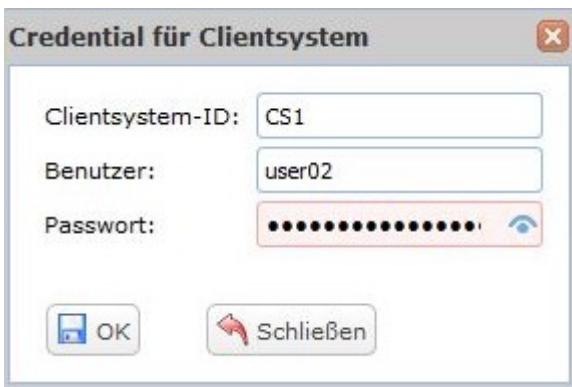 Credential für Clientsystem
Clientsystem-ID: CS1
Benutzer: user02
Passwort: ••••••••••••••••
OK Schließen